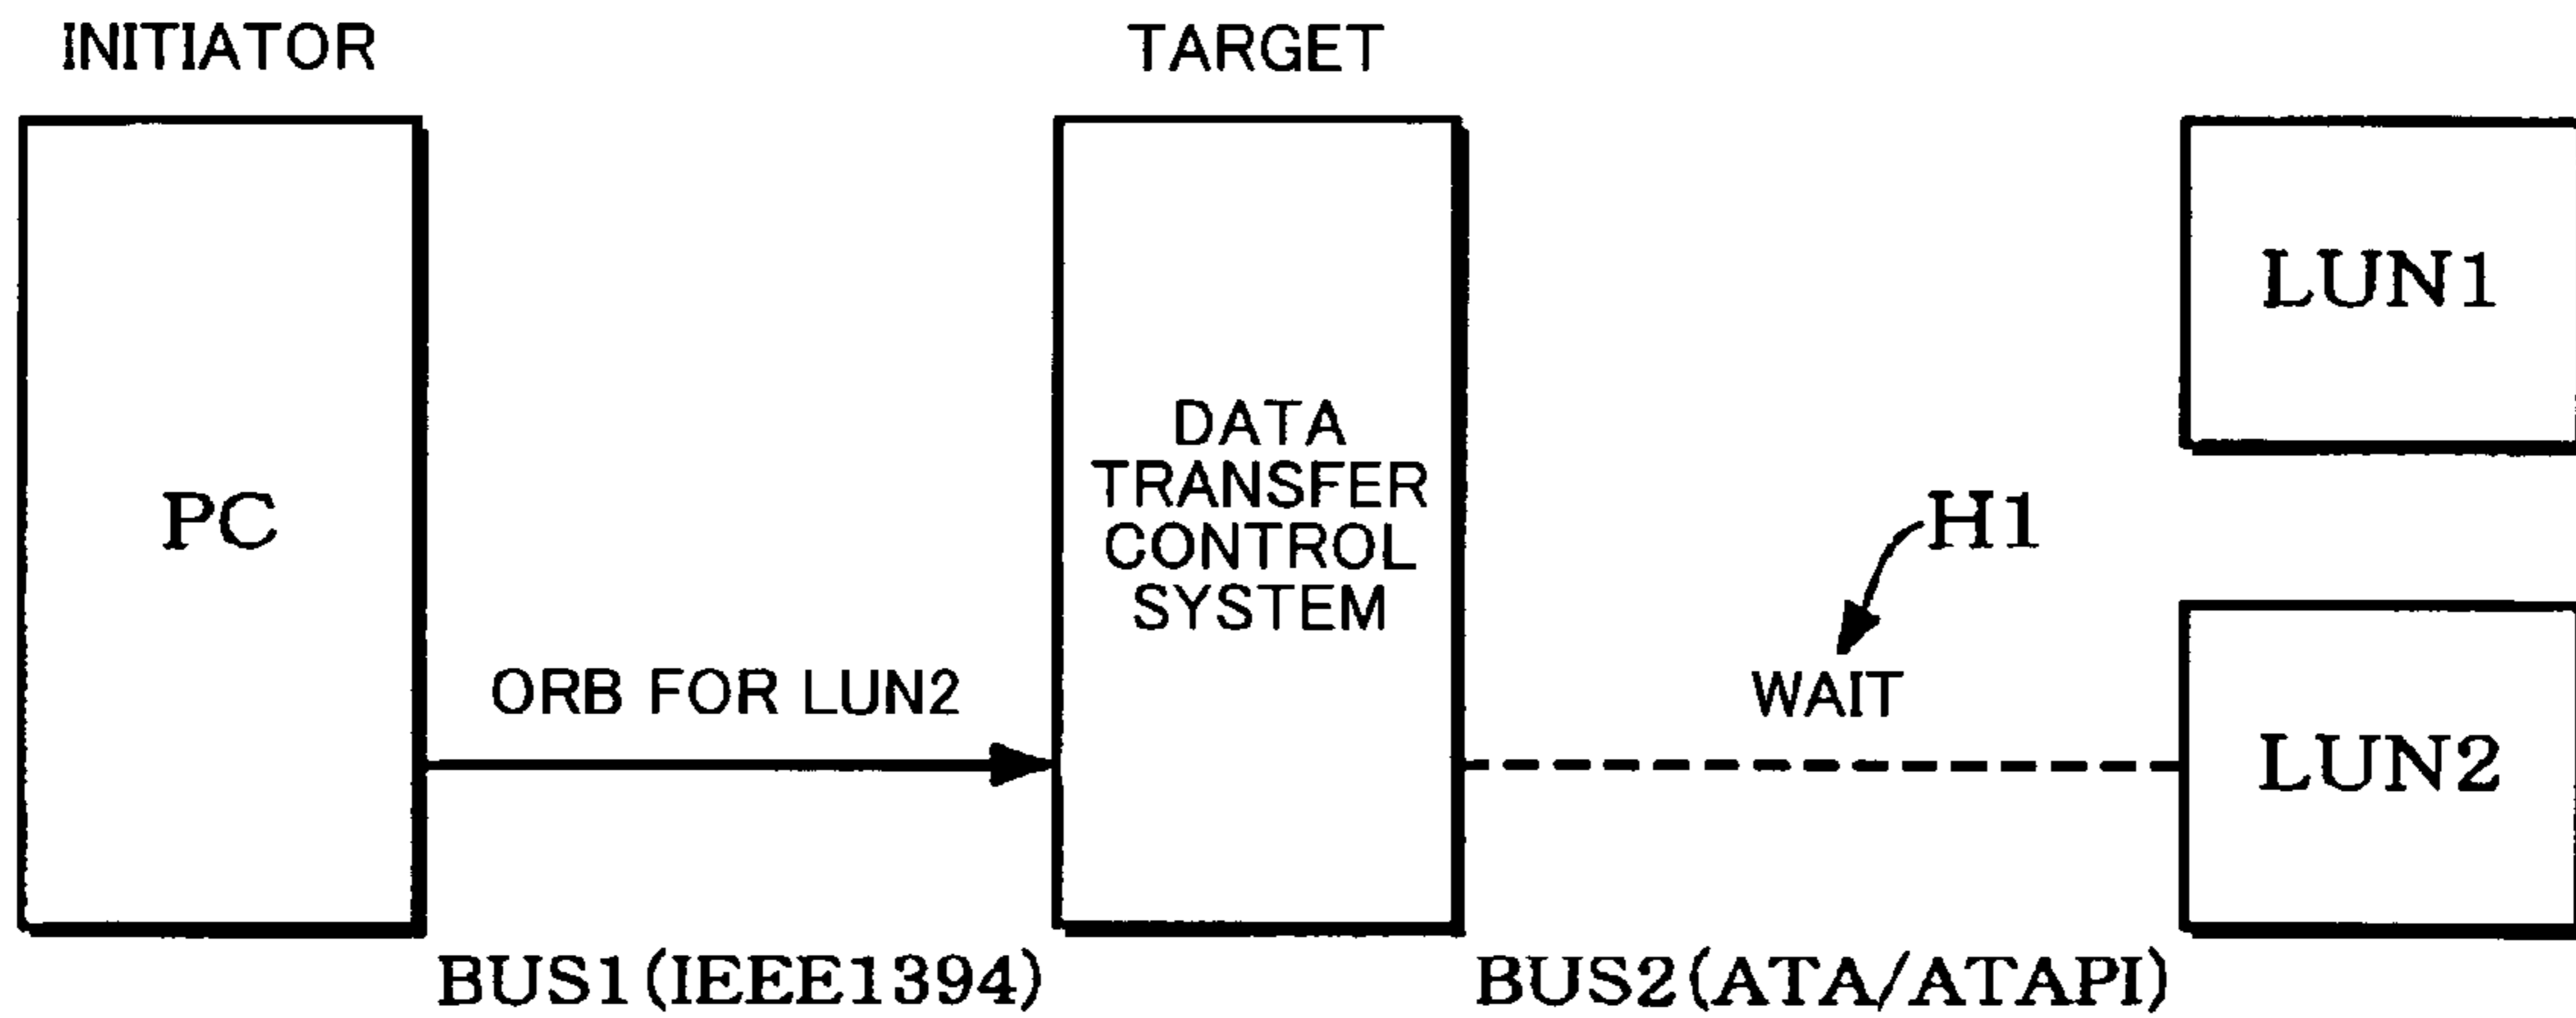 INITIATOR
TARGET
PC
DATA
TRANSFER
CONTROL
SYSTEM
LUN1
H1
ORB FOR LUN2
WAIT
LUN2
BUS1(IEEE1394)
BUS2(ATA/ATAPI)